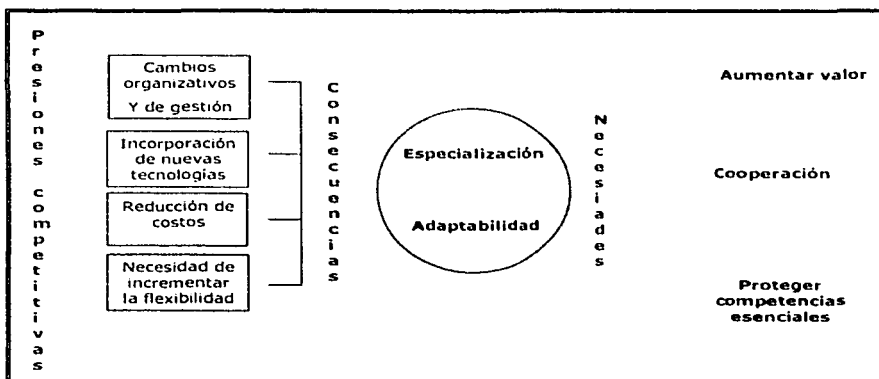 Presiones competitivas
Cambios
organizativos
Y de gestión
Incorporación
de nuevas
tecnologías
Reducción de
costos
Necesidad de
incrementar
la flexibilidad
Consecuencias
Especialización
Adaptabilidad
Necesiades
Aumentar valor
Cooperación
Proteger
competencias
esenciales